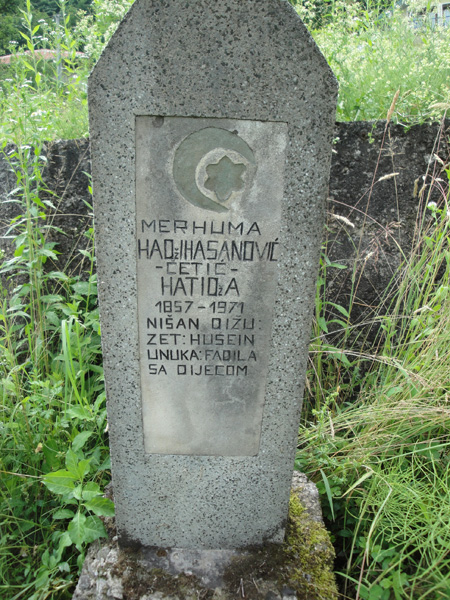 MERHUMA
HADŽIHASANOVIĆ
-ČETIĆ-
HATIDŽA
1857-1971
NIŠAN DIŽU:
ZET: HUSEIN
UNUKA: FADILA
SA DJECOM